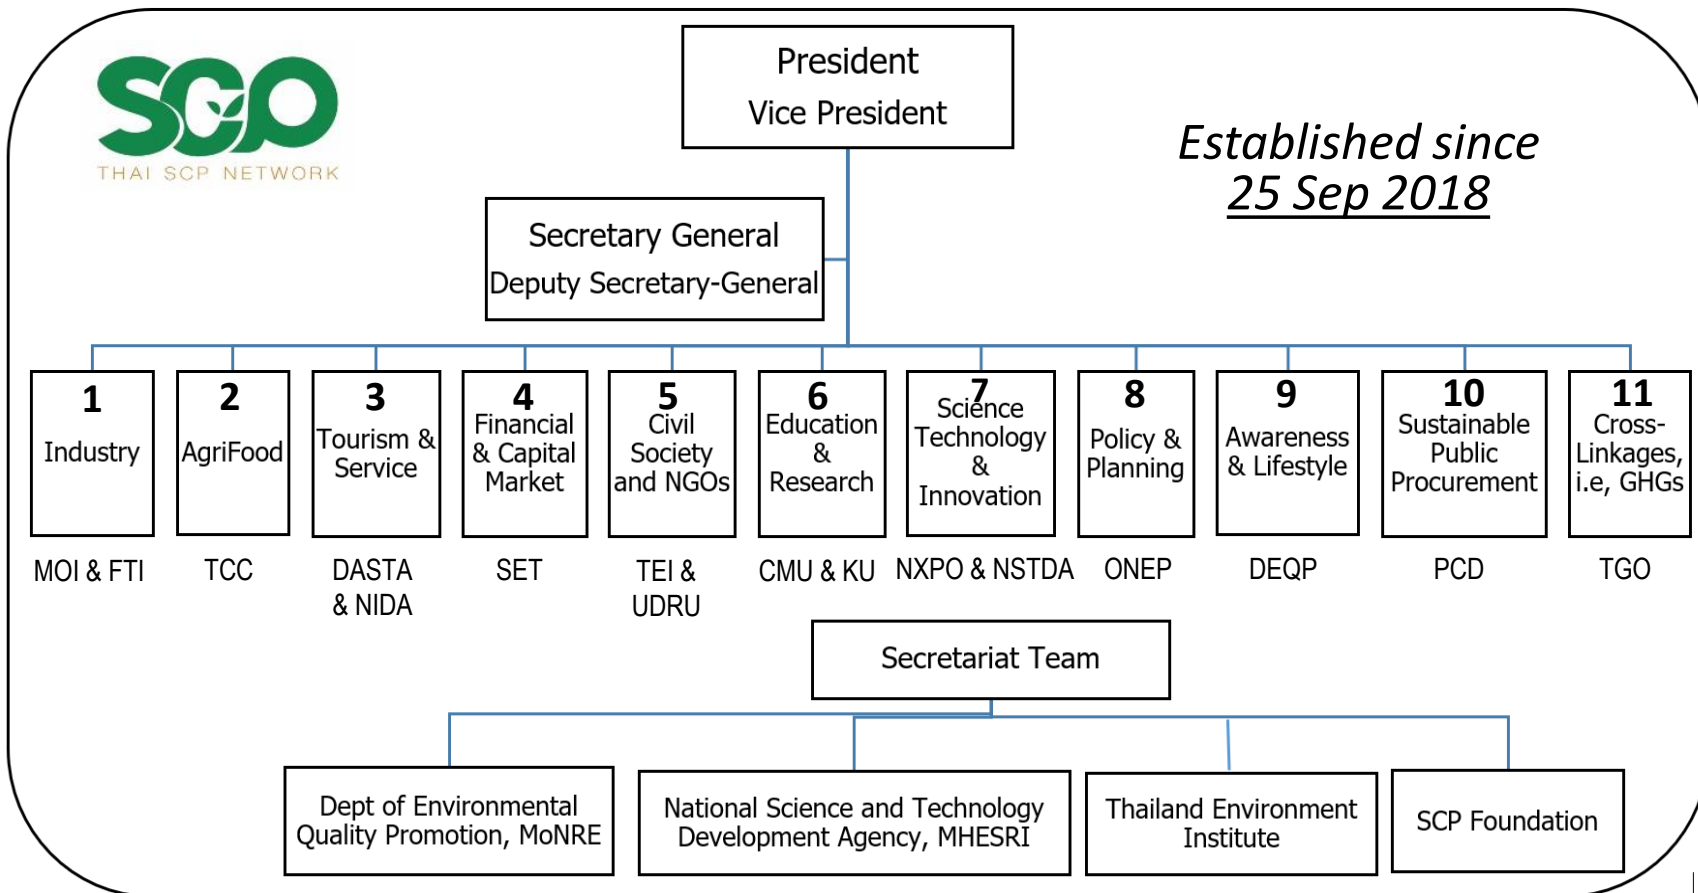 SCP
THAI SCP NETWORK
President
Vice President
Established since
25 Sep 2018
Secretary General
Deputy Secretary-General
1
Industry
MOI & FTI
2
AgriFood
TCC
3
Tourism &
Service
DASTA
& NIDA
4
Financial
& Capital
Market
SET
5
Civil
Society
and NGOs
TEI &
UDRU
6
Education
&
Research
CMU & KU
7
Science
Technology
&
Innovation
NXPO & NSTDA
8
Policy &
Planning
ONEP
9
Awareness
& Lifestyle
DEQP
10
Sustainable
Public
Procurement
PCD
11
Cross-
Linkages,
i.e, GHGs
TGO
Secretariat Team
Dept of Environmental
Quality Promotion, MoNRE
National Science and Technology
Development Agency, MHESRI
Thailand Environment
Institute
SCP Foundation